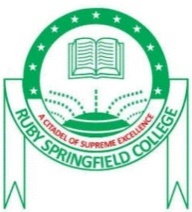 A CITADEL OF SUPREME EXCELLENCE
RUBY SPRINGFIELD COLLEGE